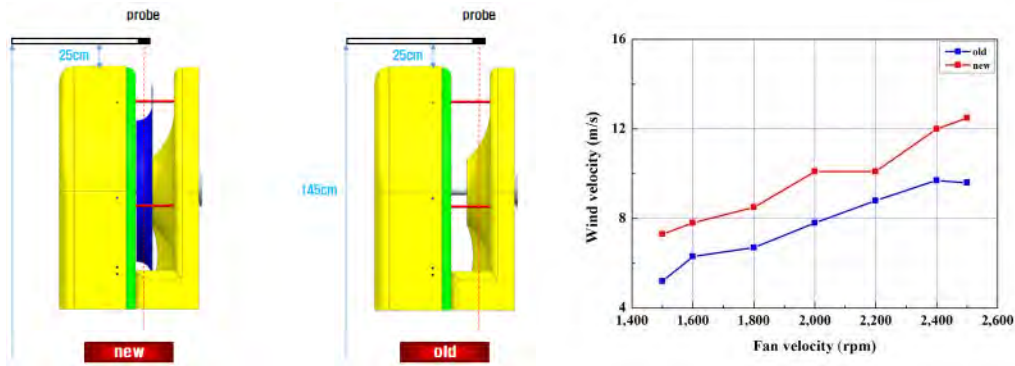 probe
25cm
new
probe
25cm
145cm
old
old
new
Wind velocity (m/s)
16
12
8
4
1,400 1,600 1,800 2,000 2,200 2,400 2,600
Fan velocity (rpm)